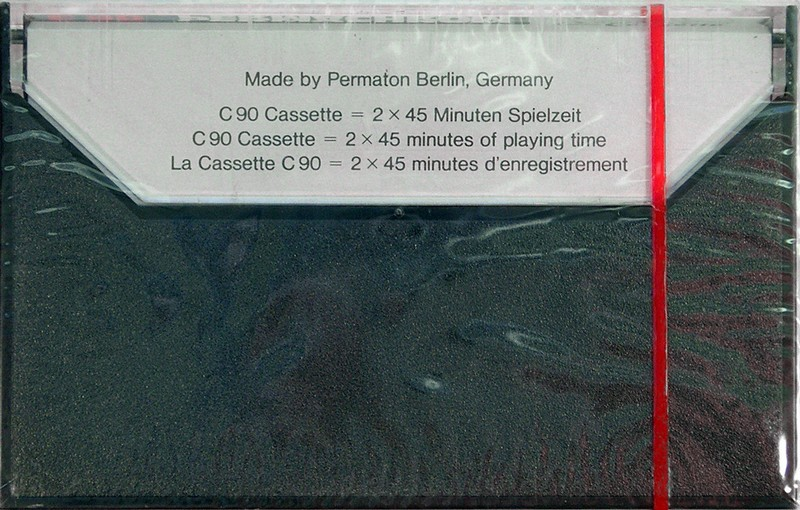 Made by Permaton Berlin, Germany
C 90 Cassette = 2 × 45 Minuten Spielzeit
C 90 Cassette = 2 × 45 minutes of playing time
La Cassette C 90 = 2 × 45 minutes d'enregistrement